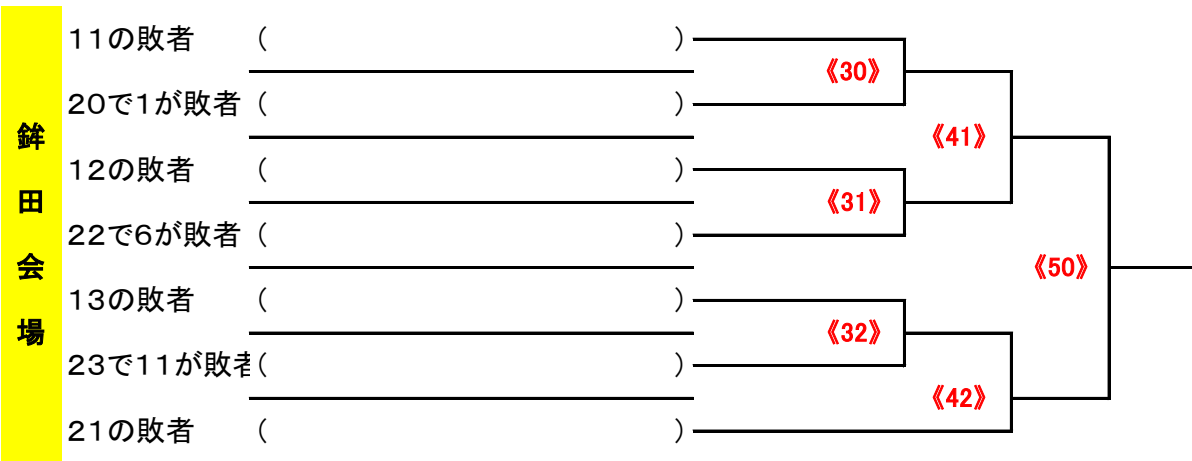 鉾田会場
11の敗者 ( )
《30》
20で1が敗者 ( )
《41》
12の敗者 ( )
《31》
22で6が敗者 ( )
《50》
13の敗者 ( )
《32》
23で11が敗者 ( )
《42》
21の敗者 ( )